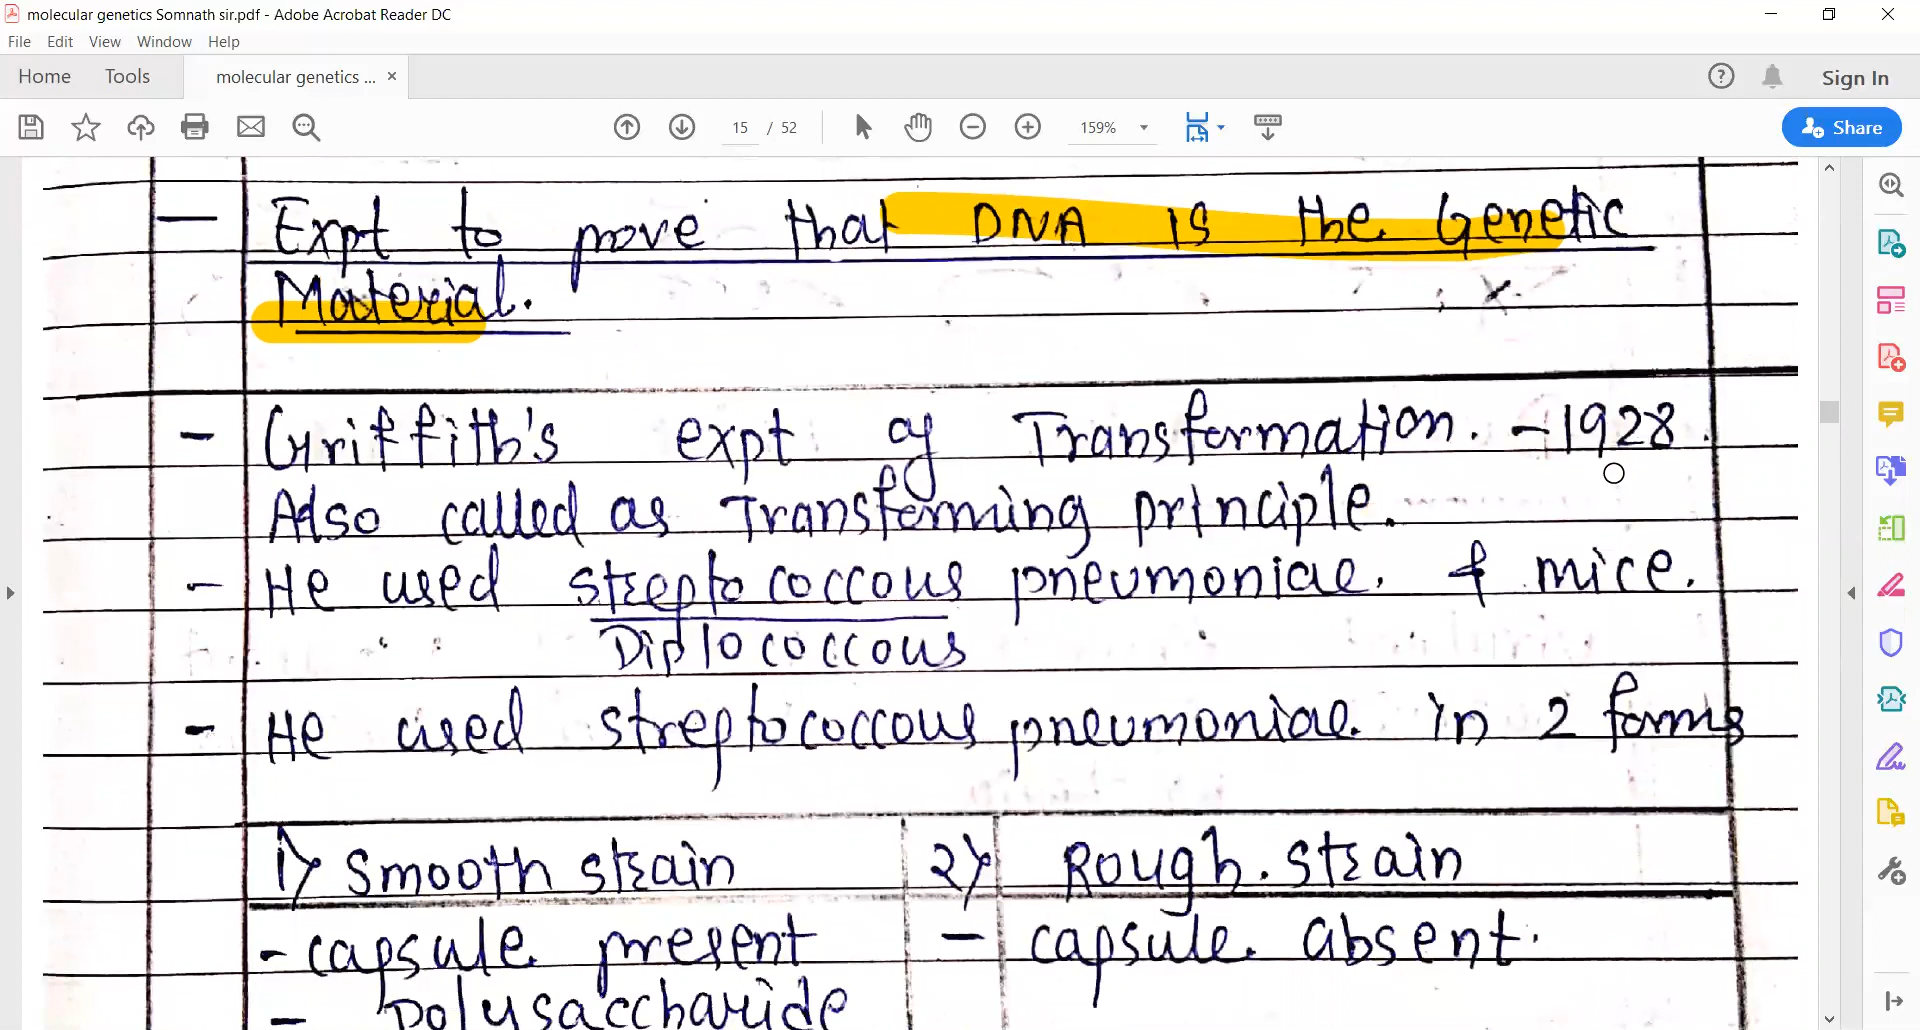 molecular genetics Somnath sir.pdf - Adobe Acrobat Reader DC
File Edit View Window Help
Home Tools molecular genetics ... × Sign In
15 / 52 159% Share
— Expt to prove that DNA is the Genetic
Material.
- Griffith's expt of Transformation. - 1928.
Also called as Transforming principle.
- He used streptococcous pneumoniae. & mice.
Diplococcous
- He used streptococcous pneumoniae. in 2 forms
1) Smooth strain 2) Rough. strain
- capsule present - capsule. absent.
- polysaccharide